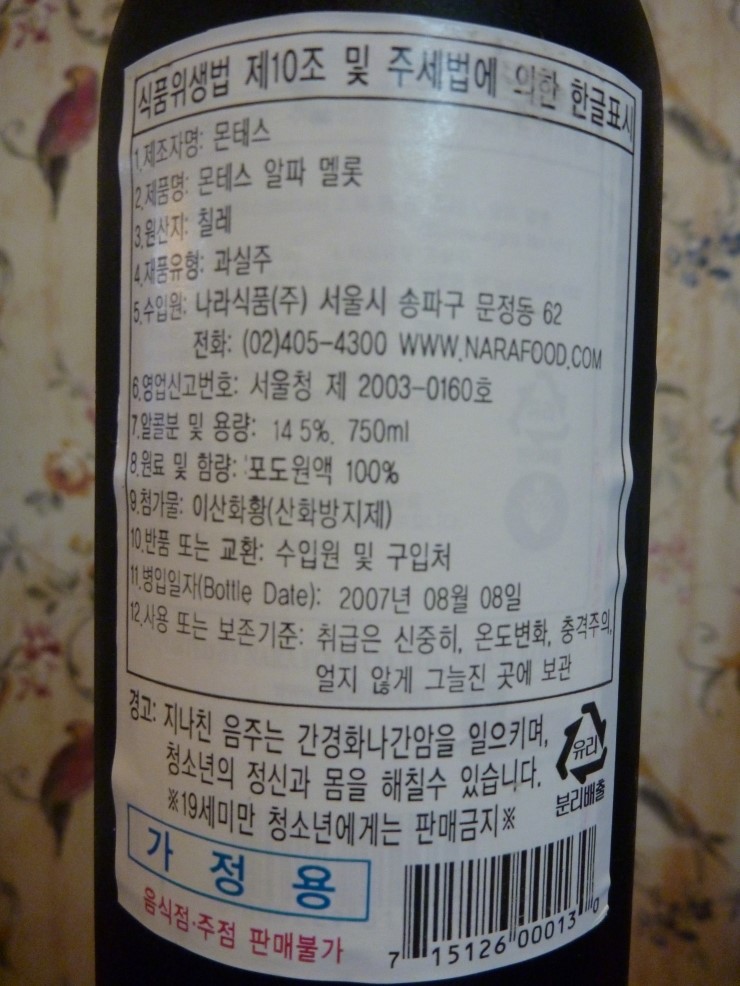 식품위생법 제10조 및 주세법에 의한 한글표시
1.제조자명: 몬테스
2.제품명: 몬테스 알파 멜롯
3.원산지: 칠레
4.재품유형: 과실주
5.수입원: 나라식품(주) 서울시 송파구 문정동 62
전화: (02)405-4300 WWW.NARAFOOD.COM
6.영업신고번호: 서울청 제 2003-0160호
7.알콜분 및 용량: 14 5%, 750ml
8.원료 및 함량: 포도원액 100%
9.첨가물: 이산화황(산화방지제)
10.반품 또는 교환: 수입원 및 구입처
11.병입일자(Bottle Date): 2007년 08월 08일
12.사용 또는 보존기준: 취급은 신중히, 온도변화, 충격주의,
얼지 않게 그늘진 곳에 보관
경고: 지나친 음주는 간경화나간암을 일으키며,
청소년의 정신과 몸을 해칠수 있습니다.
※19세미만 청소년에게는 판매금지※
유리
분리배출
가 정 용
음식점·주점 판매불가
7 15126 00013 0